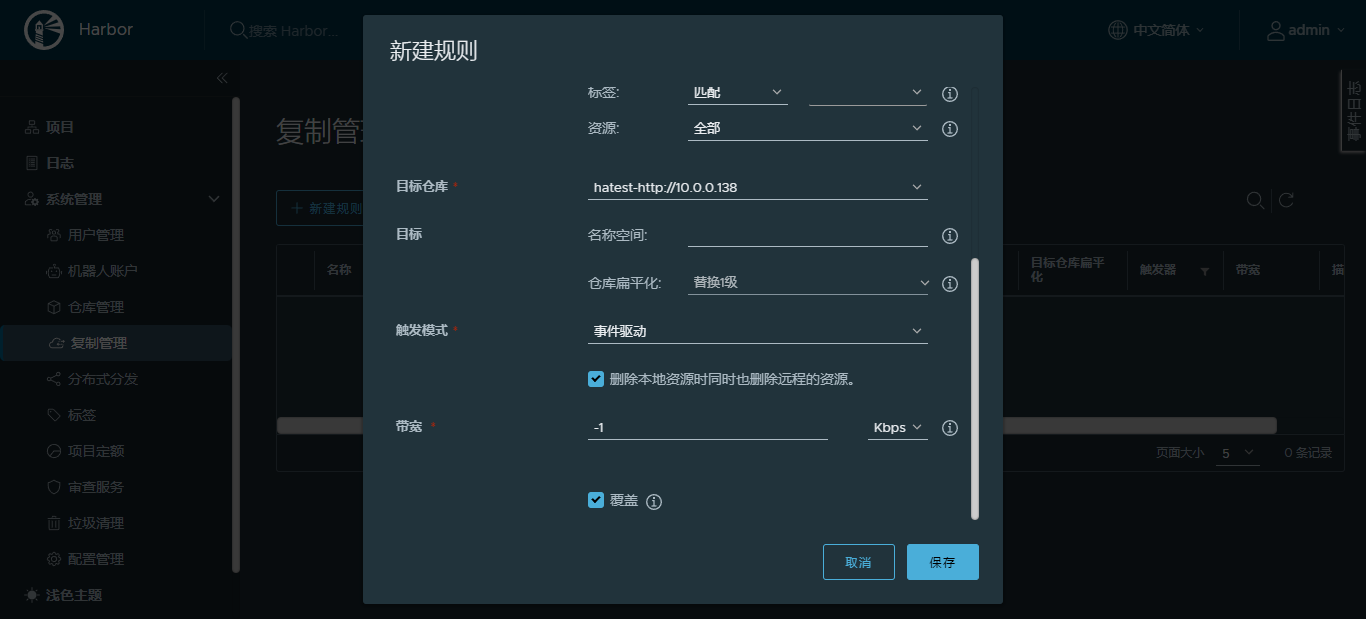 Harbor
搜索 Harbor...
中文简体
admin
事件日志
项目
日志
系统管理
用户管理
机器人账户
仓库管理
复制管理
分布式分发
标签
项目定额
审查服务
垃圾清理
配置管理
浅色主题
复制管
+ 新建规则
名称
目标仓库扁平化
触发器
带宽
描
页面大小 5
0 条记录
新建规则
标签: 匹配
资源: 全部
目标仓库 * hatest-http://10.0.0.138
目标 名称空间:
仓库扁平化: 替换1级
触发模式 * 事件驱动
删除本地资源时同时也删除远程的资源。
带宽 * -1 Kbps
覆盖
取消 保存